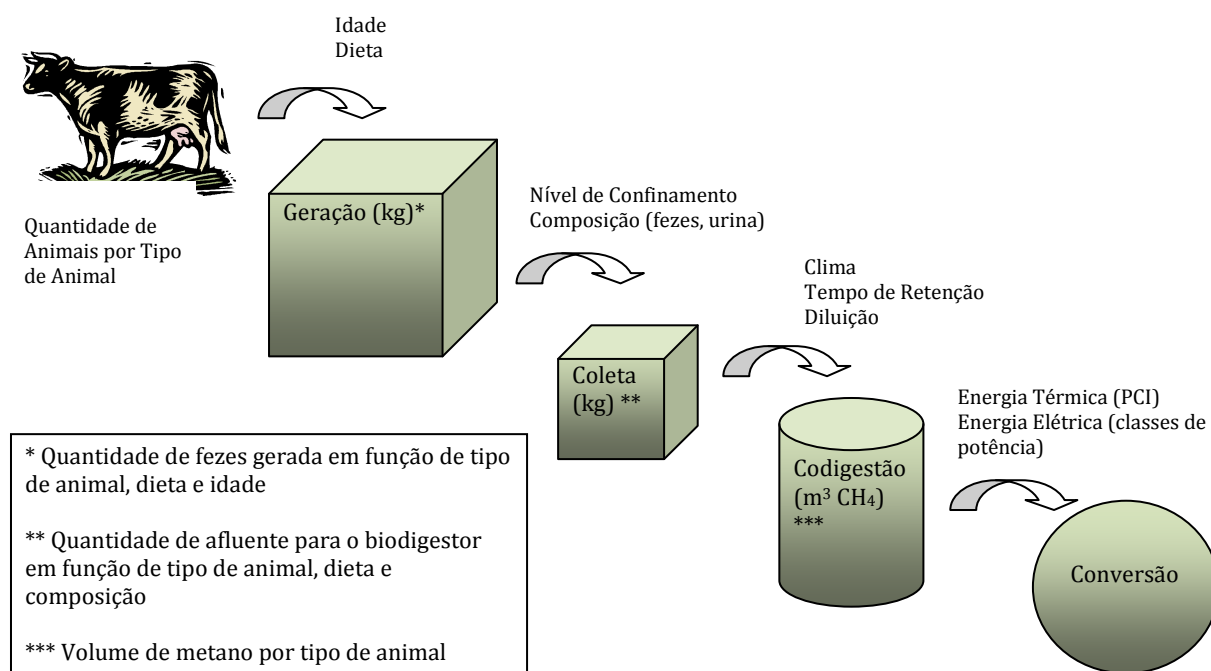 Idade
Dieta
Quantidade de
Animais por Tipo
de Animal
Geração (kg)*
Nível de Confinamento
Composição (fezes, urina)
Coleta
(kg) **
Clima
Tempo de Retenção
Diluição
Codigestão
(m³ CH₄)
***
Energia Térmica (PCI)
Energia Elétrica (classes de
potência)
Conversão
* Quantidade de fezes gerada em função de tipo
de animal, dieta e idade
** Quantidade de afluente para o biodigestor
em função de tipo de animal, dieta e
composição
*** Volume de metano por tipo de animal